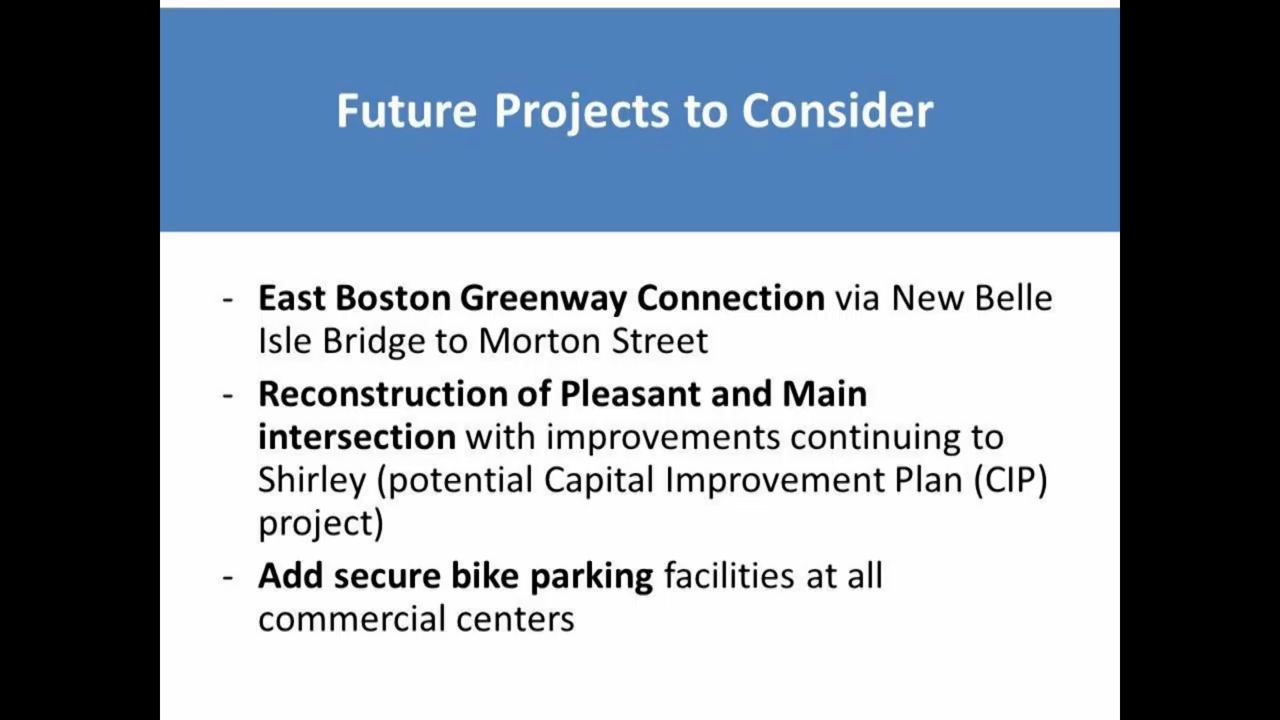 Future Projects to Consider
- East Boston Greenway Connection via New Belle
Isle Bridge to Morton Street
- Reconstruction of Pleasant and Main
intersection with improvements continuing to
Shirley (potential Capital Improvement Plan (CIP)
project)
- Add secure bike parking facilities at all
commercial centers